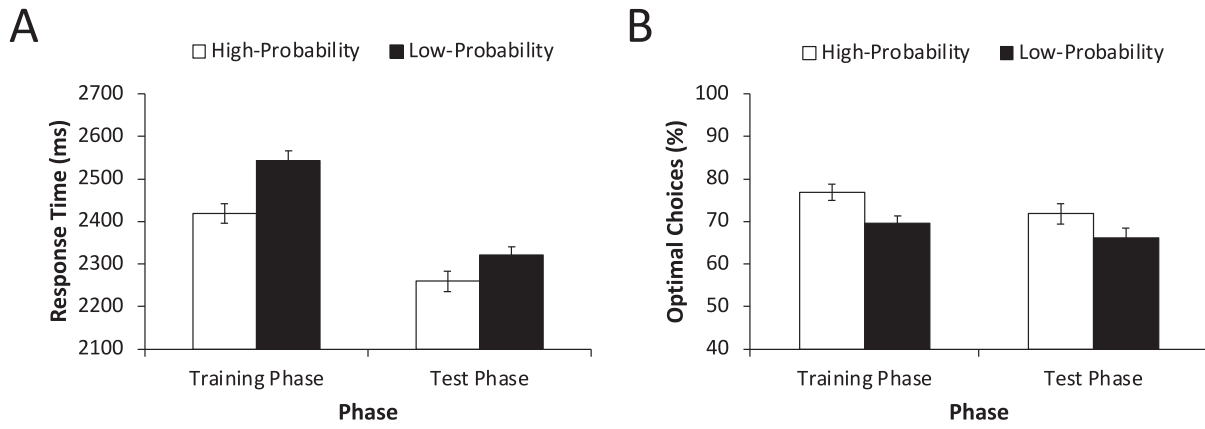 A
High-Probability Low-Probability
2700
2600
2500
2400
2300
2200
2100
Response Time (ms)
Training Phase Test Phase
Phase
B
High-Probability Low-Probability
100
90
80
70
60
50
40
Optimal Choices (%)
Training Phase Test Phase
Phase